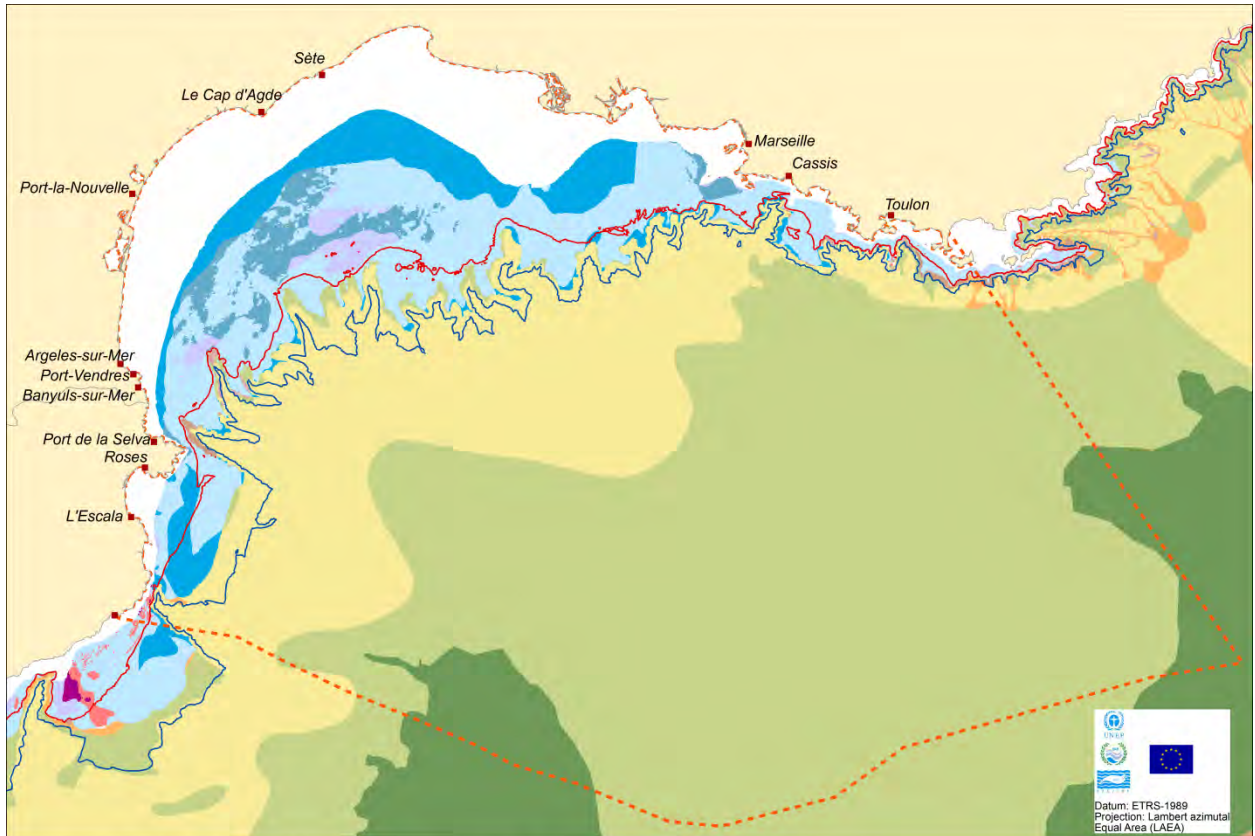 Sète
Le Cap d'Agde
Marseille
Cassis
Port-la-Nouvelle
Toulon
Argeles-sur-Mer
Port-Vendres
Banyuls-sur-Mer
Port de la Selva
Roses
L'Escala
UNEP
Datum: ETRS-1989
Projection: Lambert azimutal
Equal Area (LAEA)